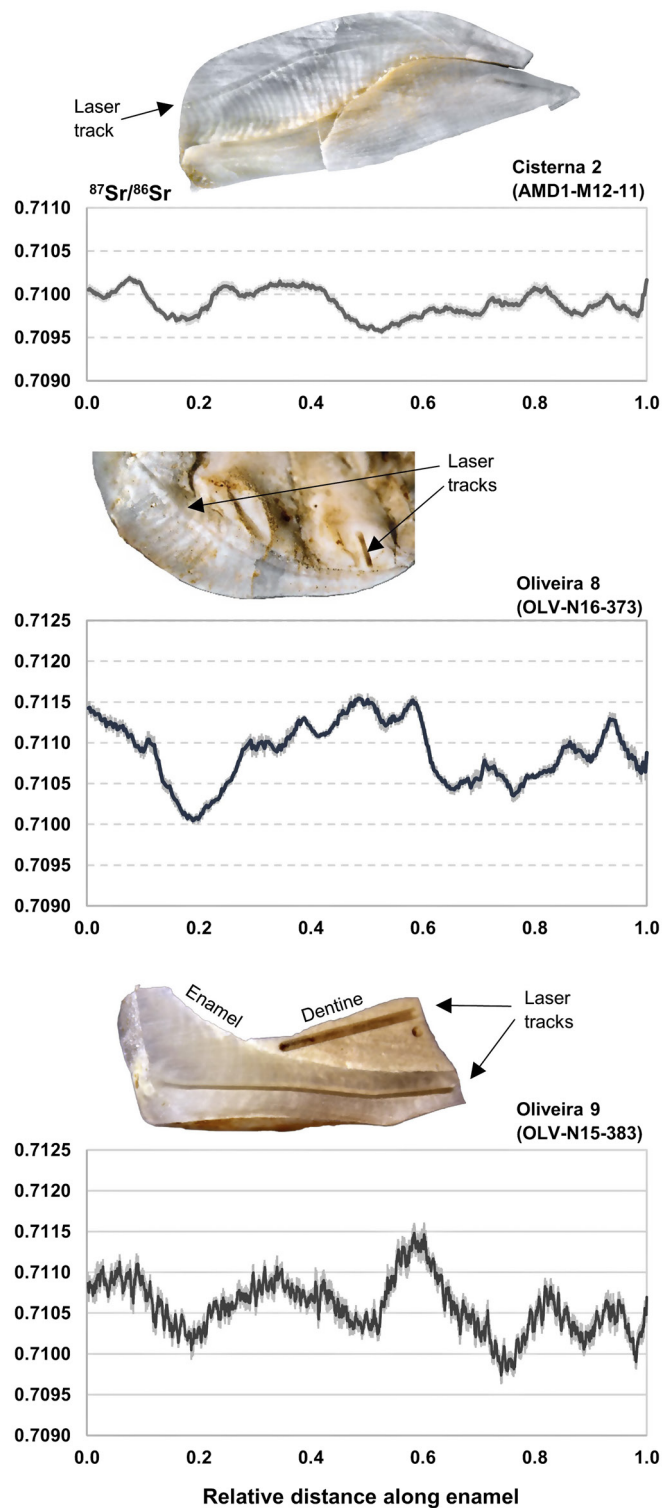 Laser
track
⁸⁷Sr/⁸⁶Sr
Cisterna 2
(AMD1-M12-11)
0.7110
0.7105
0.7100
0.7095
0.7090
0.0 0.2 0.4 0.6 0.8 1.0
Laser
tracks
Oliveira 8
(OLV-N16-373)
0.7125
0.7120
0.7115
0.7110
0.7105
0.7100
0.7095
0.7090
0.0 0.2 0.4 0.6 0.8 1.0
Enamel
Dentine
Laser
tracks
Oliveira 9
(OLV-N15-383)
0.7125
0.7120
0.7115
0.7110
0.7105
0.7100
0.7095
0.7090
0.0 0.2 0.4 0.6 0.8 1.0
Relative distance along enamel